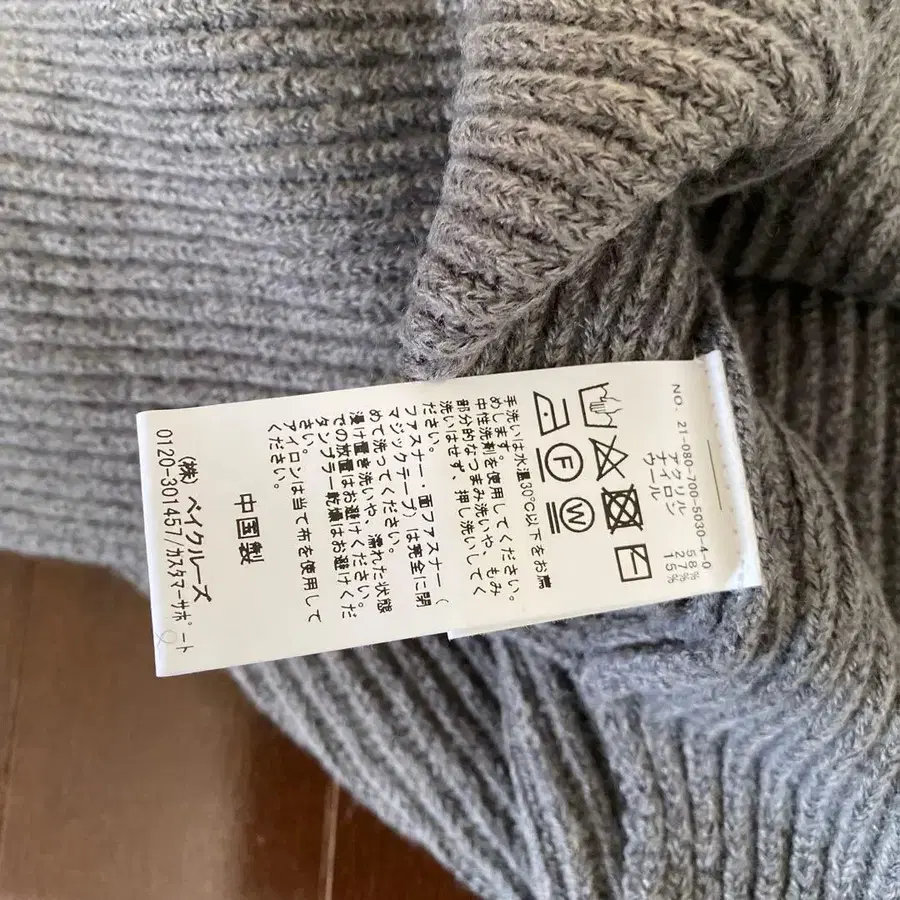 NO. 21-080-700-5030-4-0
アクリル 58%
ナイロン 27%
ウール 15%
F
W
手洗いは水温30℃以下をお薦
めします。
中性洗剤を使用してください。
部分的なつまみ洗いや、もみ
洗いはせず、押し洗いしてく
ださい。
ファスナー・面ファスナー(
マジックテープ)は完全に閉
めて洗ってください。
浸け置き洗いや、濡れた状態
での放置はお避けください。
タンブラー乾燥はお避けくだ
さい。
アイロンは当て布を使用して
ください。
中国製
(株) ベイクルーズ
0120-301457/カスタマーサポート